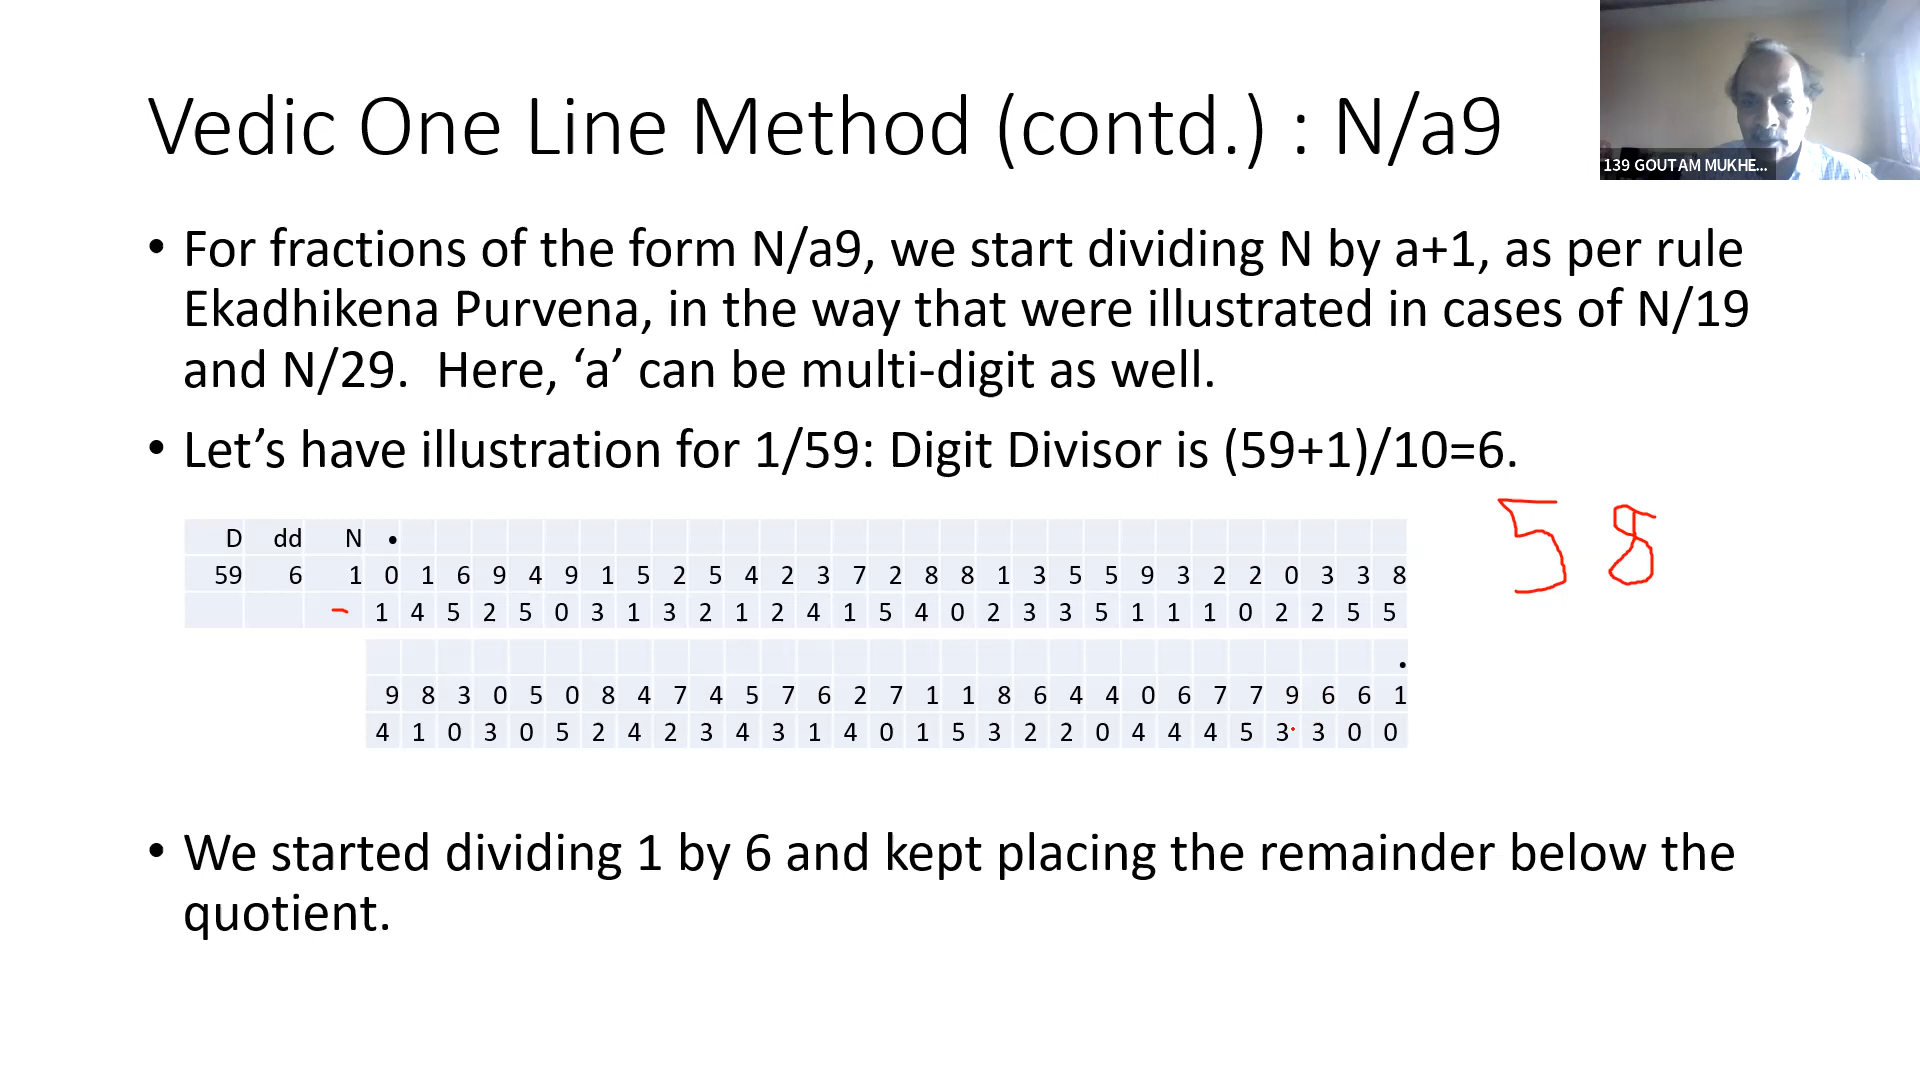 Vedic One Line Method (contd.) : N/a9
139 GOUTAM MUKHE...
• For fractions of the form N/a9, we start dividing N by a+1, as per rule
Ekadhikena Purvena, in the way that were illustrated in cases of N/19
and N/29.  Here, ‘a’ can be multi-digit as well.
• Let’s have illustration for 1/59: Digit Divisor is (59+1)/10=6.
58
D dd N •
59 6 1 0 1 6 9 4 9 1 5 2 5 4 2 3 7 2 8 8 1 3 5 5 9 3 2 2 0 3 3 8
– 1 4 5 2 5 0 3 1 3 2 1 2 4 1 5 4 0 2 3 3 5 1 1 1 0 2 2 5 5
•
9 8 3 0 5 0 8 4 7 4 5 7 6 2 7 1 1 8 6 4 4 0 6 7 7 9 6 6 1
4 1 0 3 0 5 2 4 2 3 4 3 1 4 0 1 5 3 2 2 0 4 4 4 5 3 3 0 0
• We started dividing 1 by 6 and kept placing the remainder below the
quotient.